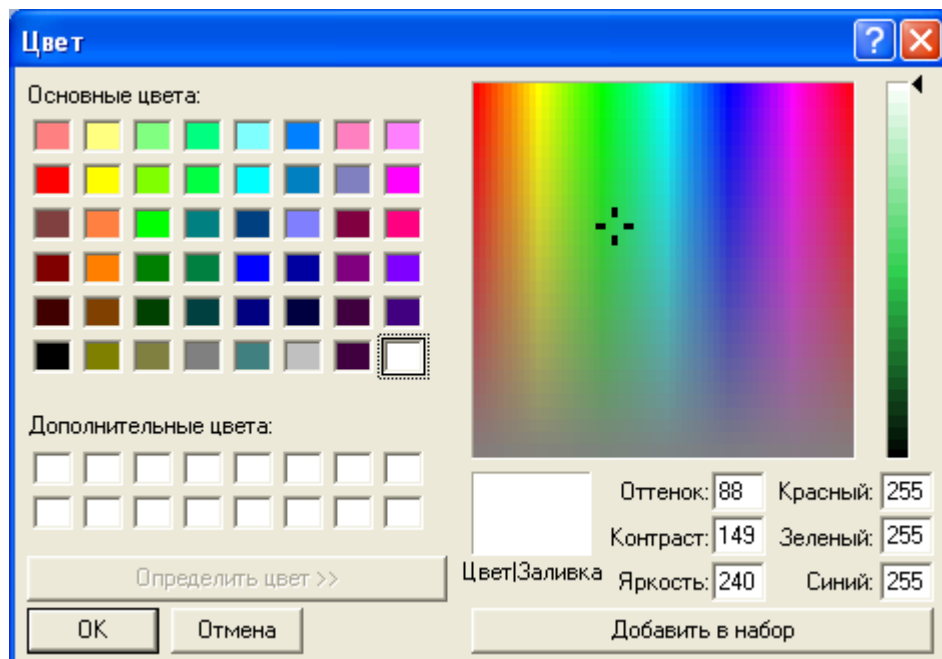 Цвет
Основные цвета:
Дополнительные цвета:
Определить цвет >>
OK
Отмена
Цвет|Заливка
Оттенок: 88
Контраст: 149
Яркость: 240
Красный: 255
Зеленый: 255
Синий: 255
Добавить в набор